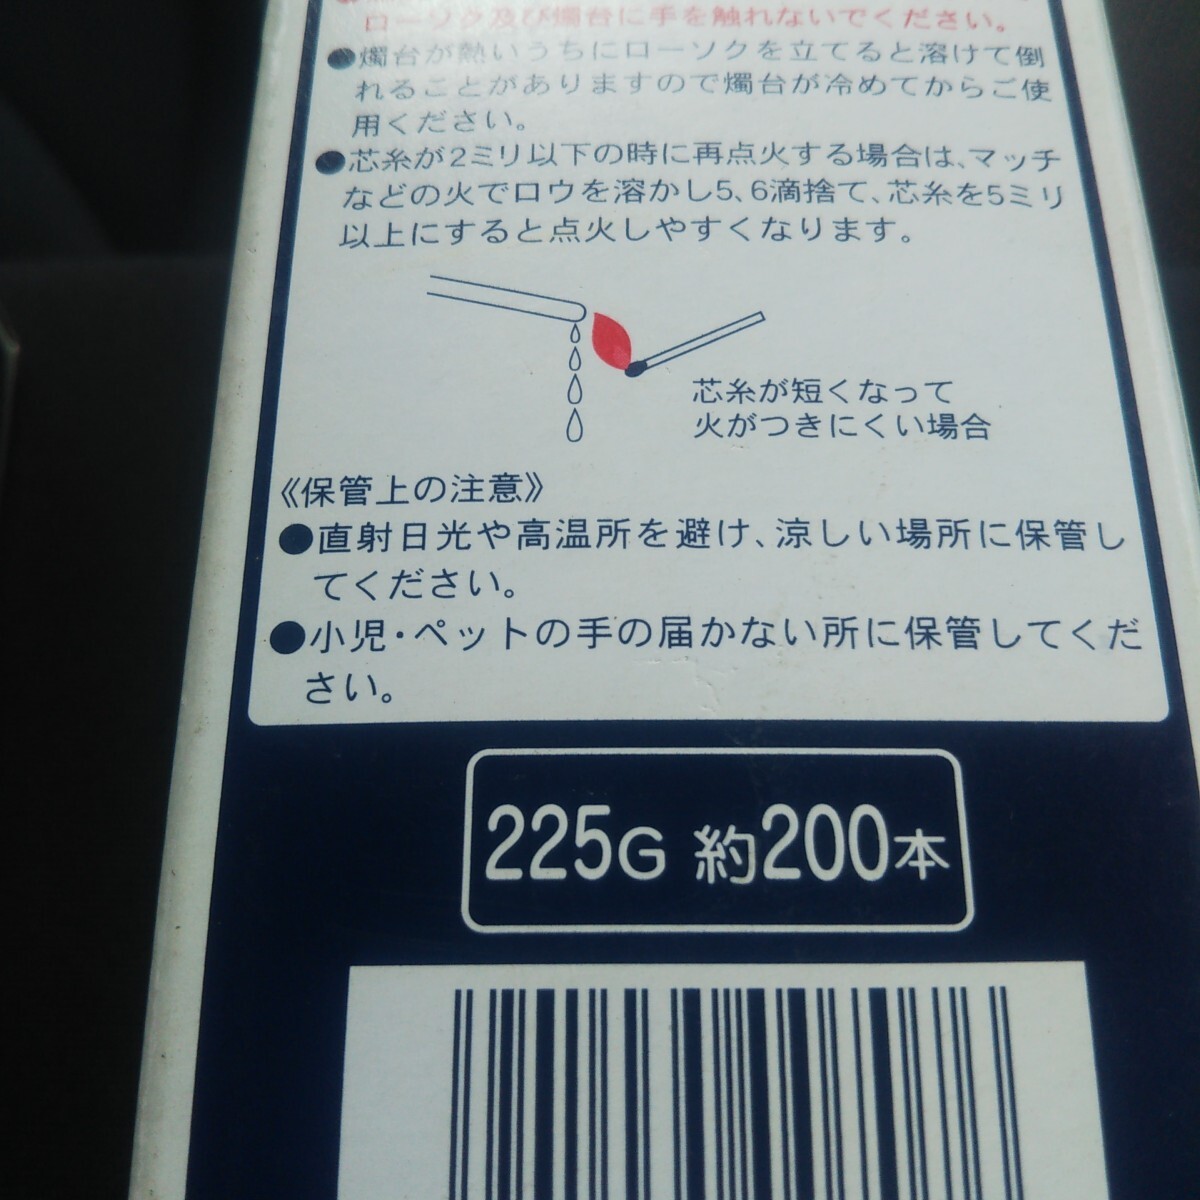 ローソク及び燭台に手を触れないでください。
●燭台が熱いうちにローソクを立てると溶けて倒
れることがありますので燭台が冷めてからご使
用ください。
●芯糸が2ミリ以下の時に再点火する場合は、マッチ
などの火でロウを溶かし5、6滴捨て、芯糸を5ミリ
以上にすると点火しやすくなります。
芯糸が短くなって
火がつきにくい場合
《保管上の注意》
●直射日光や高温所を避け、涼しい場所に保管し
てください。
●小児・ペットの手の届かない所に保管してくだ
さい。
225G 約200本